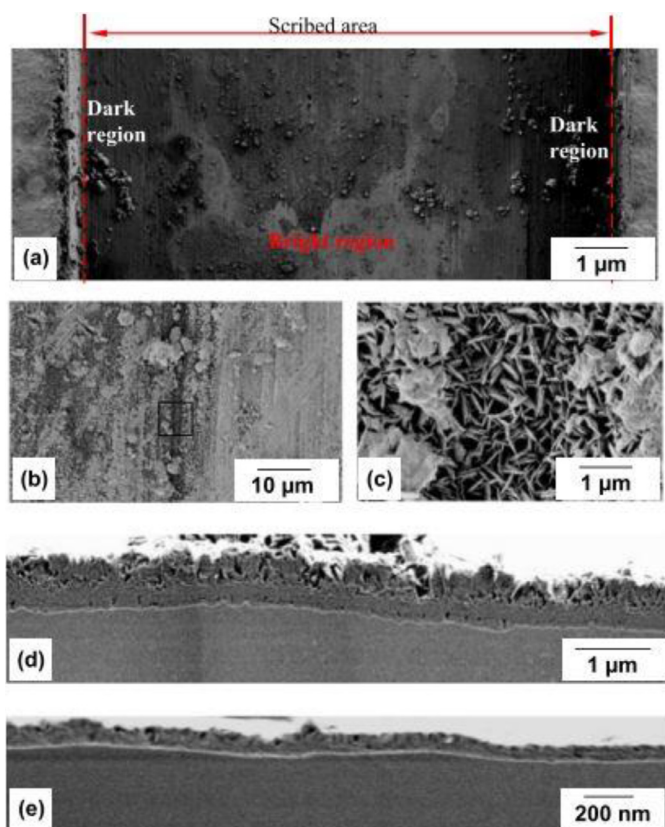 Scribed area
Dark
region
Dark
region
Bright region
(a)
1 µm
(b)
10 µm
(c)
1 µm
(d)
1 µm
(e)
200 nm